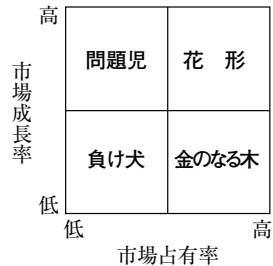 高
問題児
花 形
市場成長率
負け犬
金のなる木
低
低
高
市場占有率